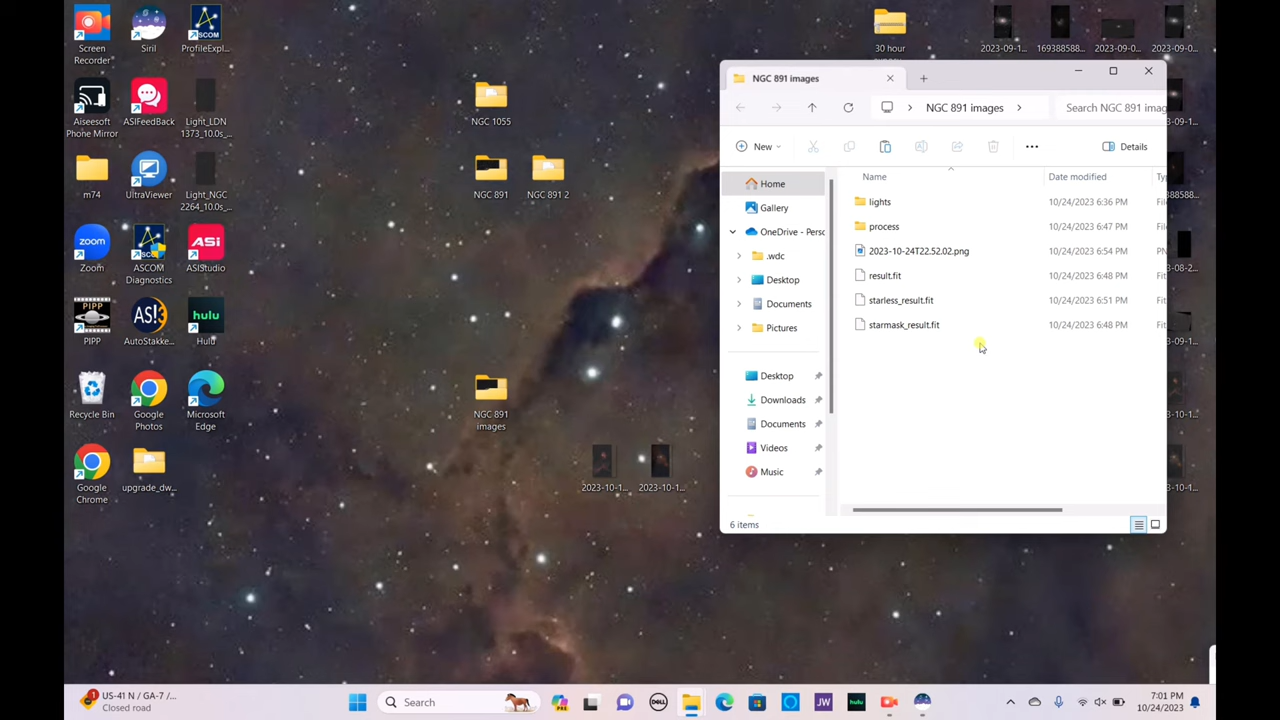 Screen
Recorder
Siril
ProfileExpl...
Aiseesoft
Phone Mirror
ASIFeedBack
Light_LDN
1373_10.0s_...
m74
UltraViewer
Light_NGC
2264_10.0s_...
Zoom
ASCOM
Diagnostics
ASIStudio
PIPP
AutoStakke...
Hulu
Recycle Bin
Google
Photos
Microsoft
Edge
Google
Chrome
upgrade_dw...
NGC 1055
NGC 891
NGC 891 2
NGC 891
images
2023-10-1...
2023-10-1...
30 hour
2023-09-1...
169388588...
2023-09-0...
2023-09-0...
NGC 891 images
NGC 891 images
Search NGC 891 imag
New
Details
Home
Gallery
OneDrive - Perso
.wdc
Desktop
Documents
Pictures
Desktop
Downloads
Documents
Videos
Music
Name
Date modified
Ty
lights
10/24/2023 6:36 PM
File
process
10/24/2023 6:47 PM
File
2023-10-24T22.52.02.png
10/24/2023 6:54 PM
PN
result.fit
10/24/2023 6:48 PM
Fit
starless_result.fit
10/24/2023 6:51 PM
Fit
starmask_result.fit
10/24/2023 6:48 PM
Fit
6 items
US-41 N / GA-7 /...
Closed road
Search
7:01 PM
10/24/2023